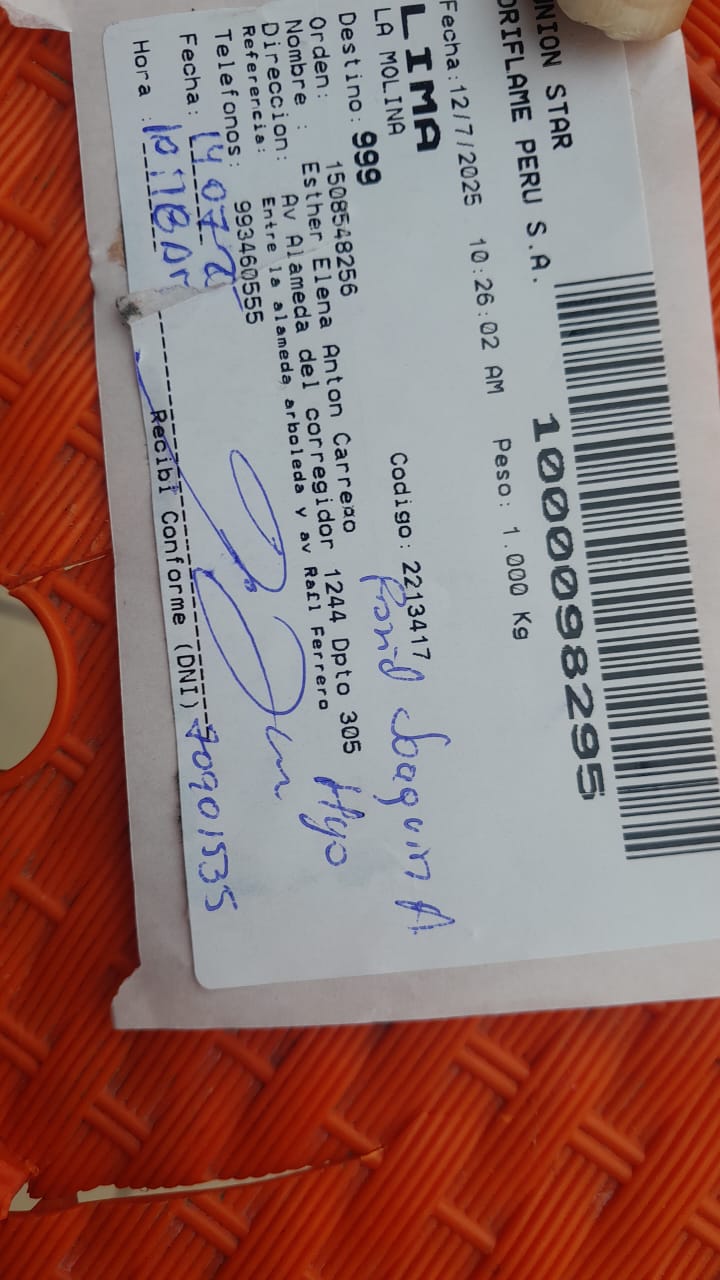 UNION STAR
ORIFLAME PERU S.A.
10000098295
Fecha:12/7/2025 10:26:02 AM Peso: 1.000 Kg
LIMA
LA MOLINA Codigo: 2213417
Destino: 999
Orden: 1508548256
Nombre : Esther Elena Anton Carreño
Direccion: Av Alameda del corregidor 1244 Dpto 305
Referencia: Entre la alameda arboleda y av Raúl Ferrero
Telefonos: 993460555
Fecha: 14 07
Hora : 10:18
Joaquin A
Hijo
Recibi Conforme (DNI) 70901535